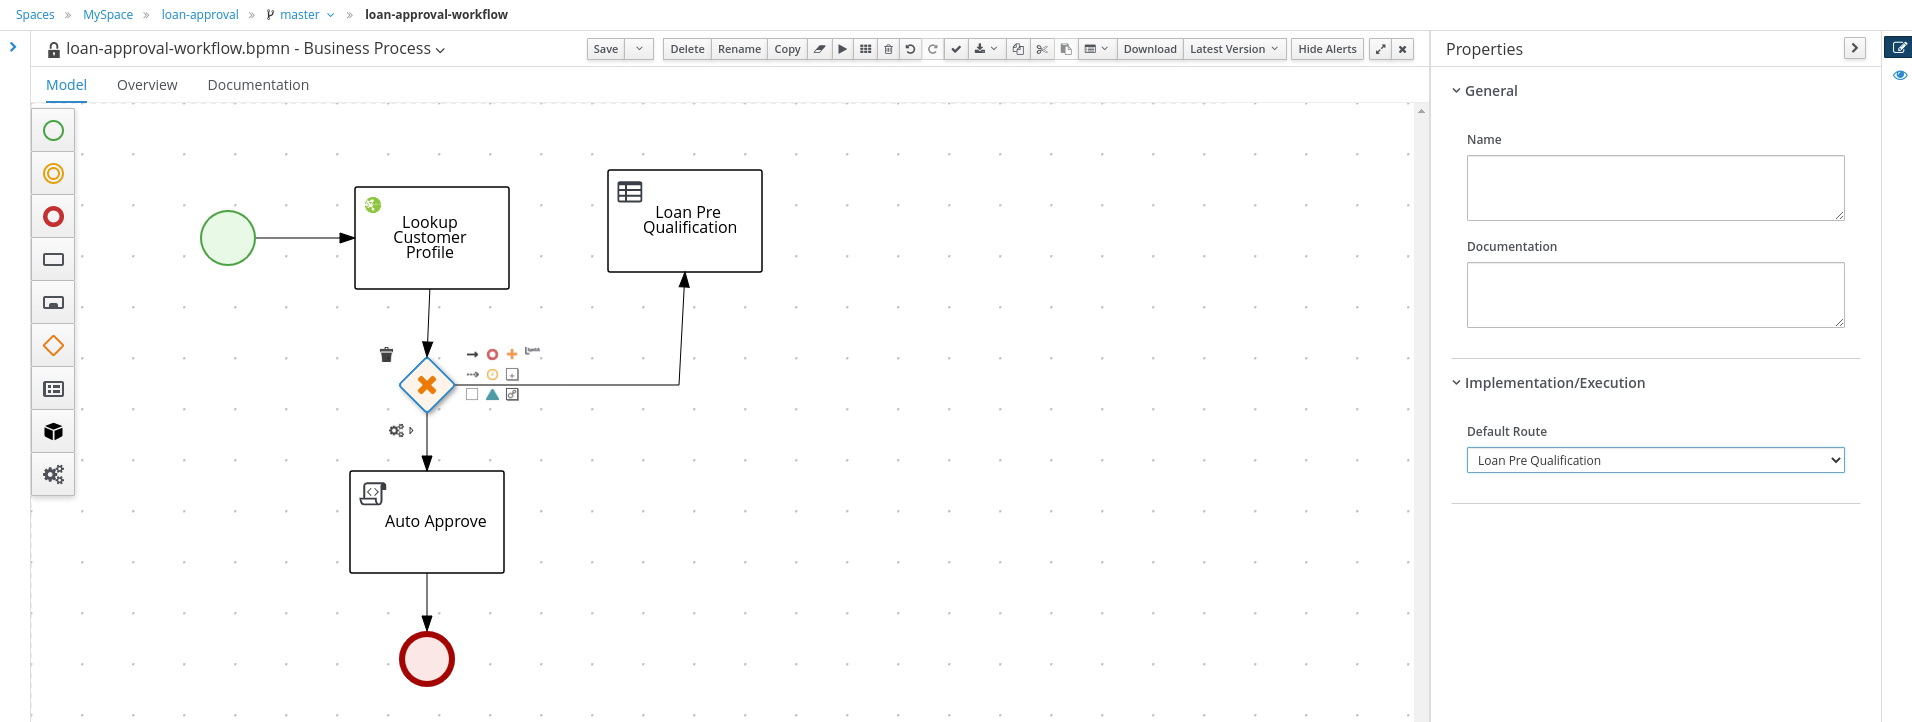 Spaces » MySpace » loan-approval » master » loan-approval-workflow
loan-approval-workflow.bpmn - Business Process
Save Delete Rename Copy Download Latest Version Hide Alerts
Properties
Model Overview Documentation
General
Name
Documentation
Implementation/Execution
Default Route
Loan Pre Qualification
Lookup
Customer
Profile
Loan Pre
Qualification
Auto Approve